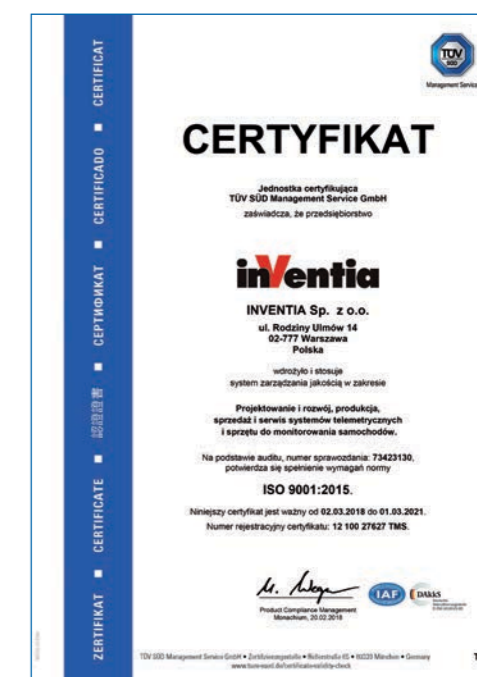 TÜV
SÜD
Management Service
CERTYFIKAT
Jednostka certyfikująca
TÜV SÜD Management Service GmbH
zaświadcza, że przedsiębiorstwo
inVentia
INVENTIA Sp. z o.o.
ul. Rodziny Ulmów 14
02-777 Warszawa
Polska
wdrożyło i stosuje
system zarządzania jakością w zakresie
Projektowanie i rozwój, produkcja,
sprzedaż i serwis systemów telemetrycznych
i sprzętu do monitorowania samochodów.
Na podstawie auditu, numer sprawozdania: 73423130,
potwierdza się spełnienie wymagań normy
ISO 9001:2015.
Niniejszy certyfikat jest ważny od 02.03.2018 do 01.03.2021.
Numer rejestracyjny certyfikatu: 12 100 27627 TMS.
Product Compliance Management
Monachium, 20.02.2018
IAF
DAkkS
TÜV SÜD Management Service GmbH • Zertifizierungsstelle • Ridlerstraße 65 • 80339 München • Germany
www.tuev-sued.de/certificate-validity-check
ZERTIFIKAT ■ CERTIFICATE ■ 認證證書 ■ СЕРТИФИКАТ ■ CERTIFICADO ■ CERTIFICAT